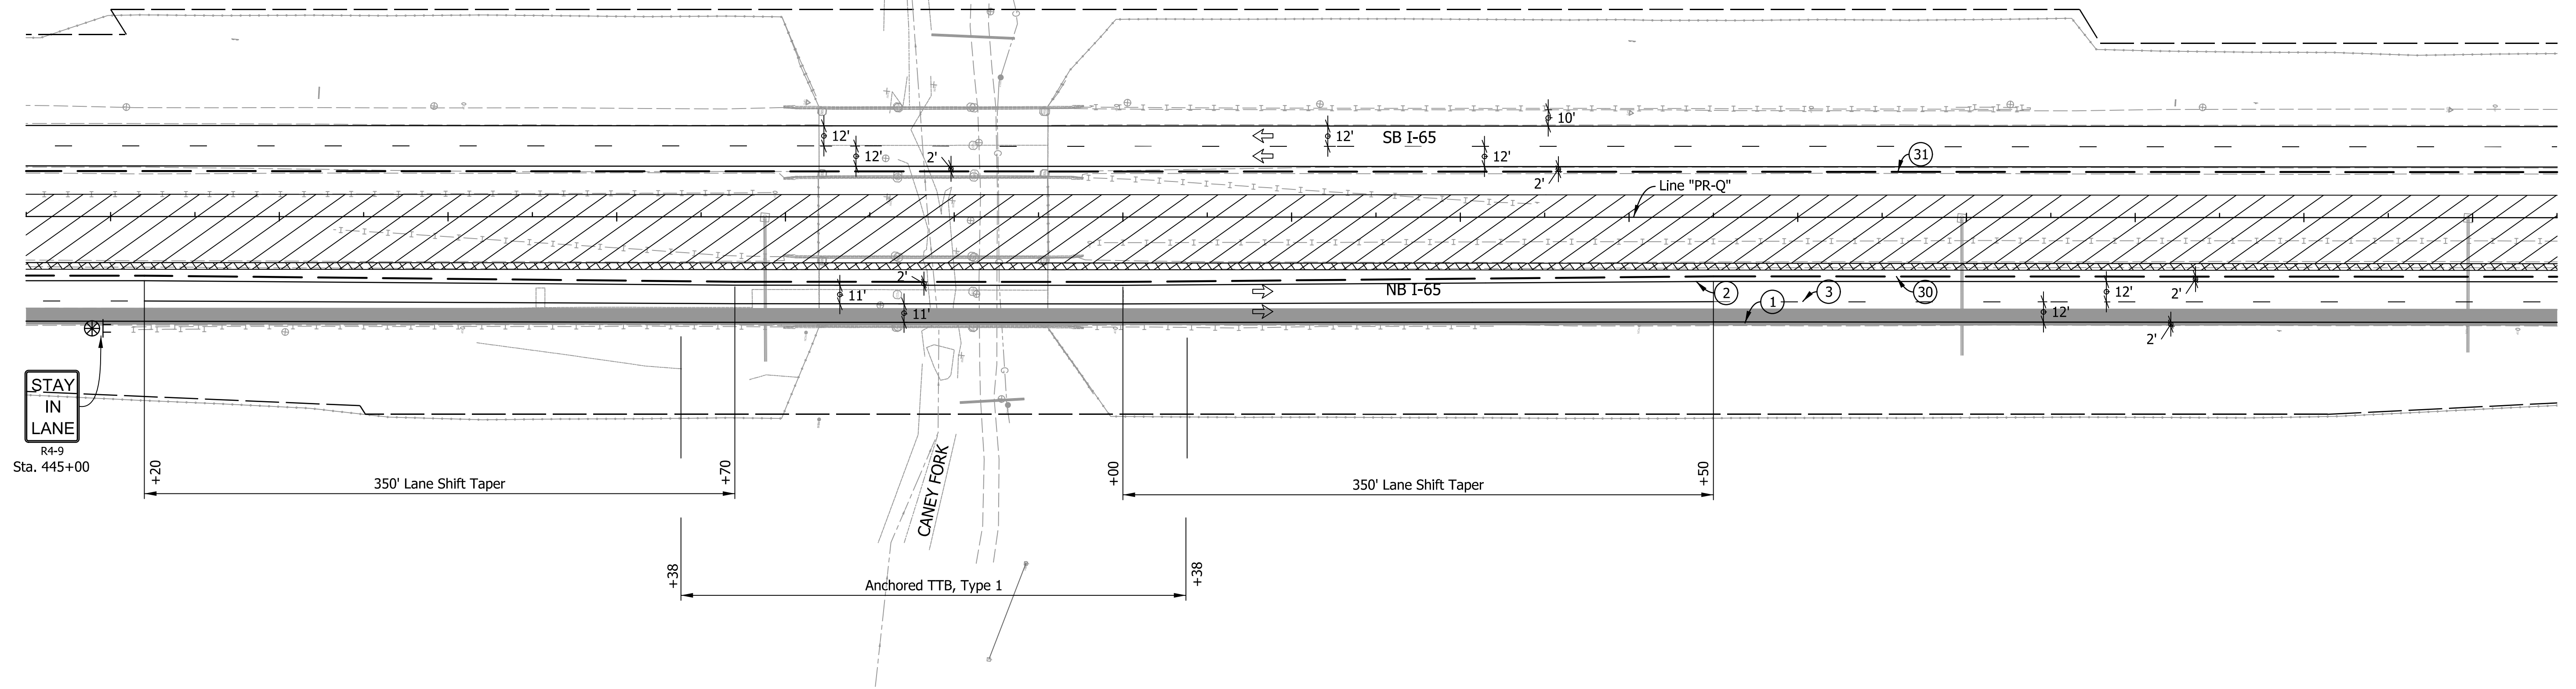 10'
12'
12'
SB I-65
12'
12'
2'
12'
2'
31
Line "PR-Q"
2'
11'
NB I-65
2
3
30
12'
2'
1
12'
11'
2'
STAY
IN
LANE
R4-9
Sta. 445+00
+20
350' Lane Shift Taper
+70
CANEY FORK
+00
350' Lane Shift Taper
+50
+38
Anchored TTB, Type 1
+38